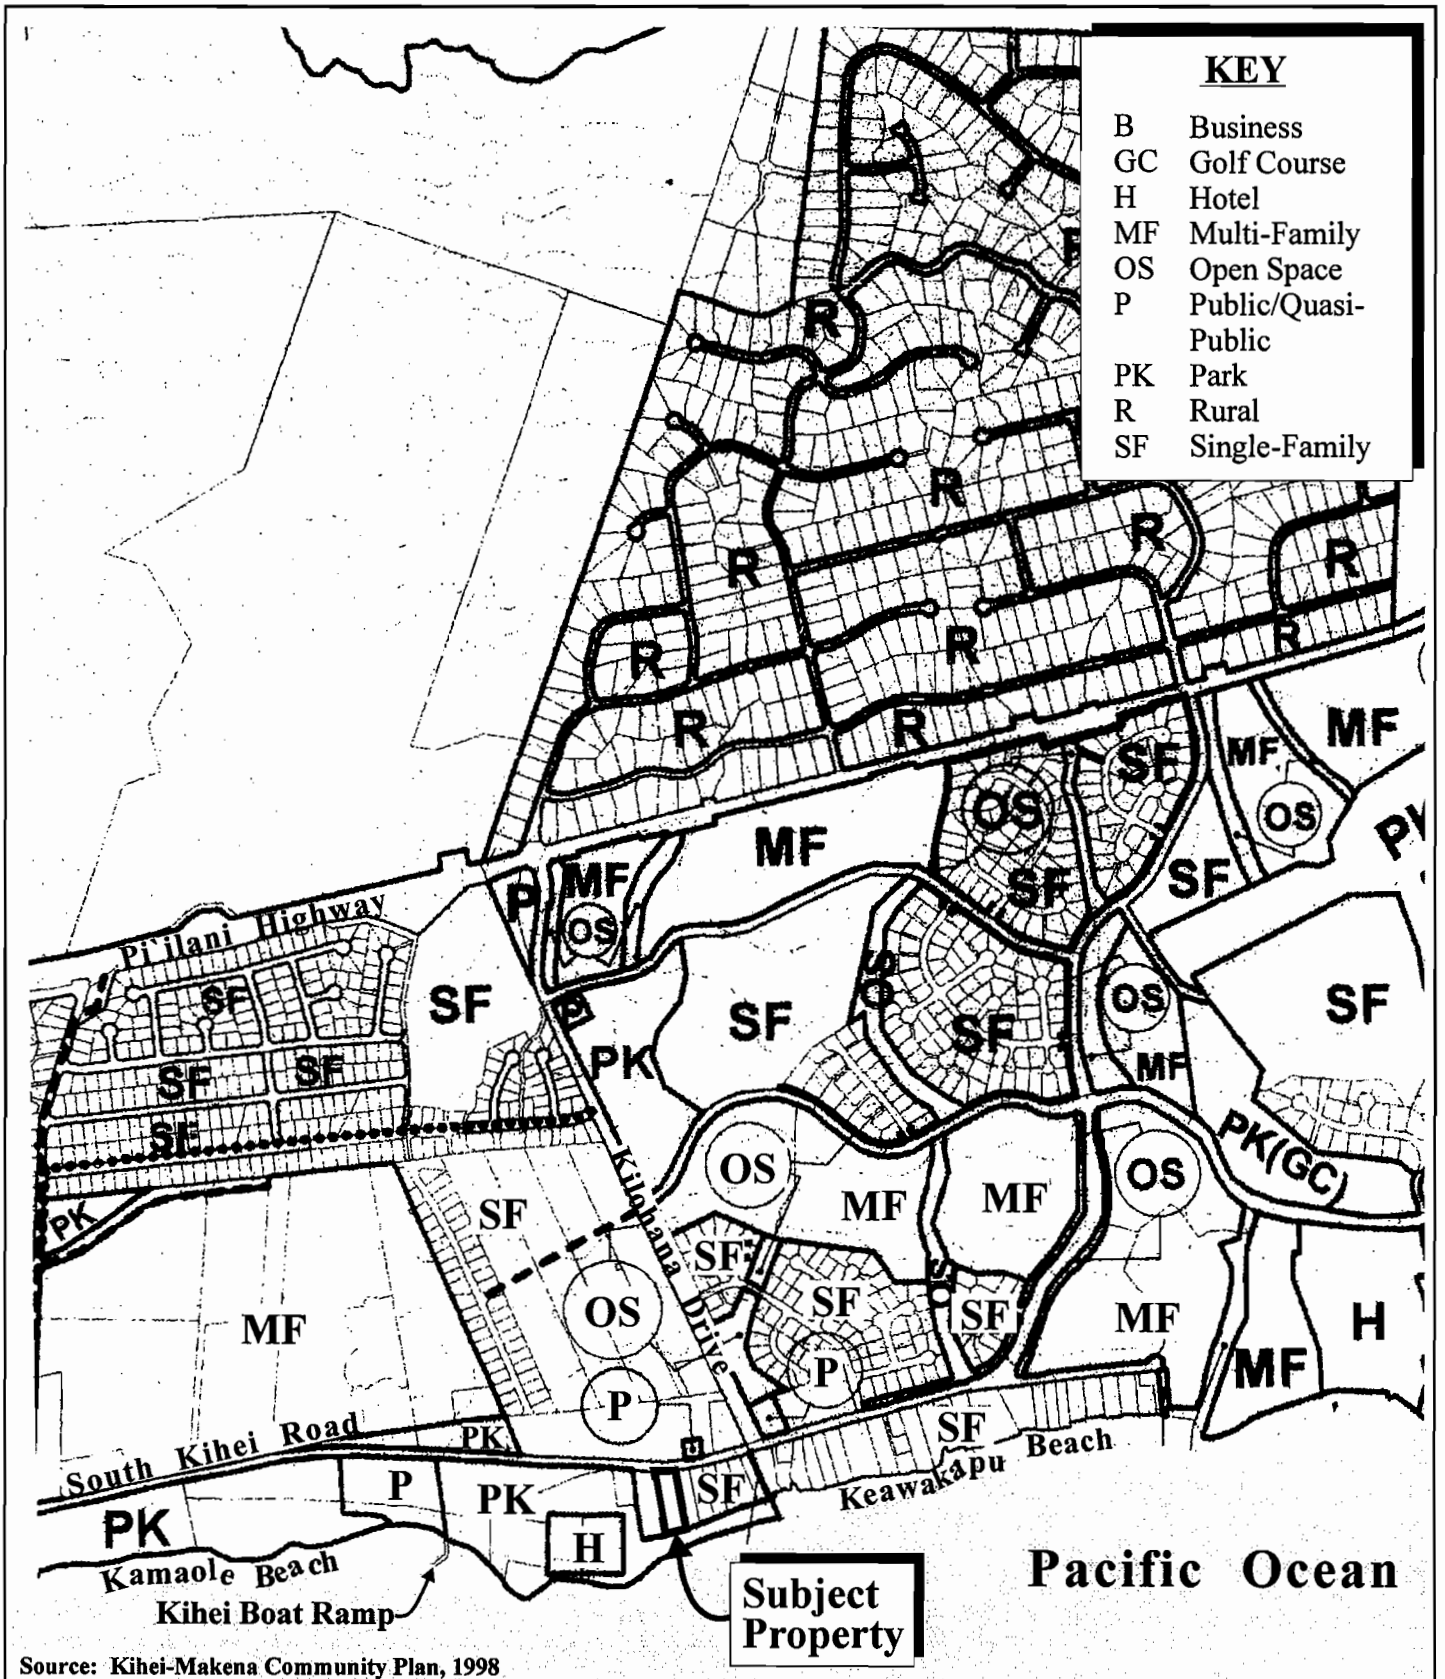 KEY
B Business
GC Golf Course
H Hotel
MF Multi-Family
OS Open Space
P Public/Quasi-
Public
PK Park
R Rural
SF Single-Family
R
R
R
R
R
R
R
R
R
R
MF
SF
MF
OS
OS
MF
MF
P
OS
SF
SF
Pi`ilani Highway
SF
SF
P
PK
SF
OS
SF
OS
MF
SF
SF
SF
SF
PK
SF
Kilohana Drive
OS
MF
MF
OS
PK(GC)
SF
OS
SF
OS
SF
MF
P
P
MF
MF
H
South Kihei Road
PK
B
SF
Keawakapu Beach
P
PK
SF
PK
H
Kamaole Beach
Kihei Boat Ramp
Subject
Property
Pacific Ocean
Source: Kihei-Makena Community Plan, 1998